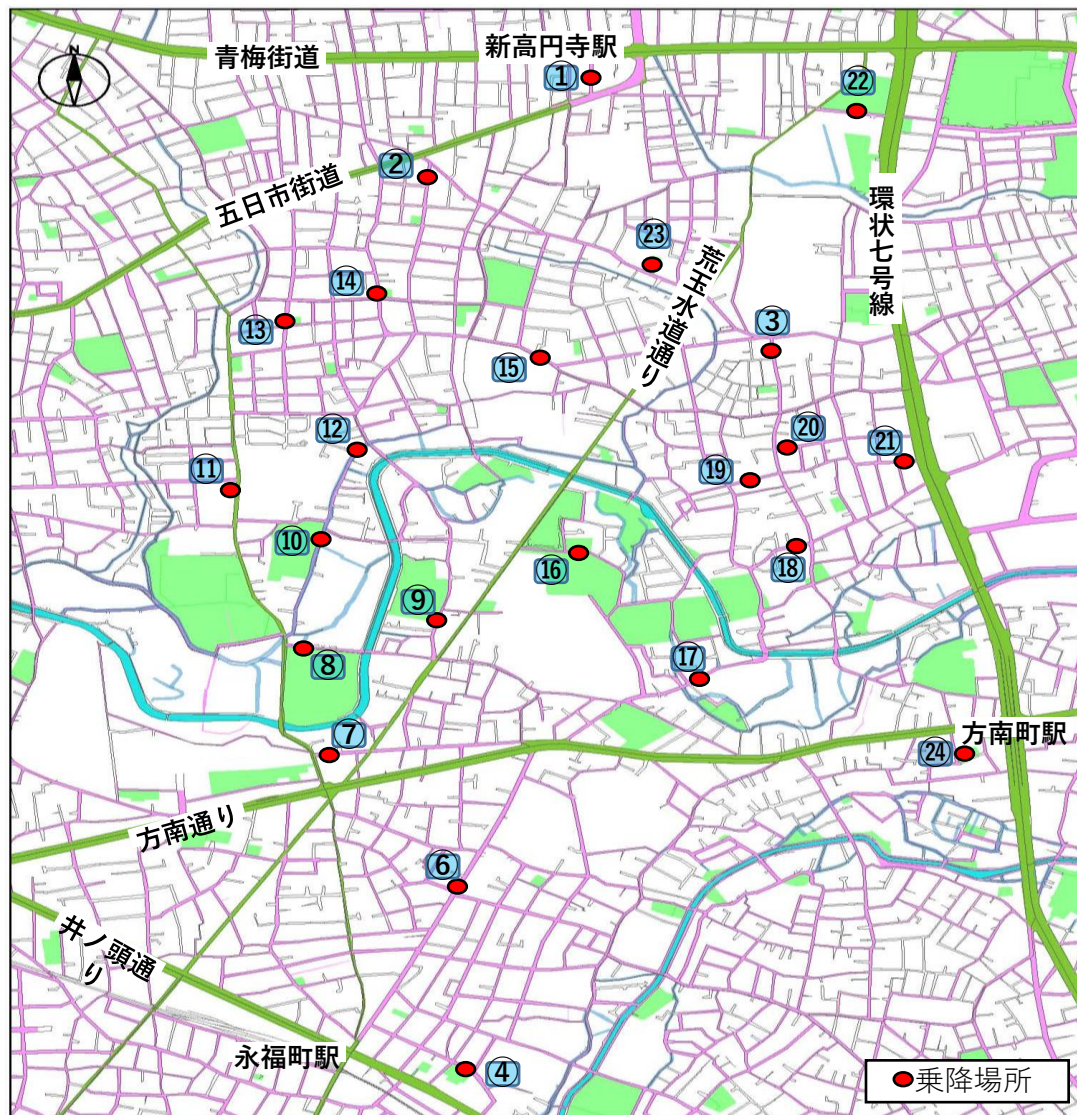 青梅街道
新高円寺駅
N
①
㉒
②
五日市街道
環状七号線
㉓
荒玉水道通り
⑭
⑬
③
⑮
⑫
⑳
㉑
⑪
⑲
⑩
⑯
⑱
⑨
⑧
⑰
⑦
方南町駅
㉔
方南通り
⑥
井ノ頭通
り
永福町駅
④
乗降場所